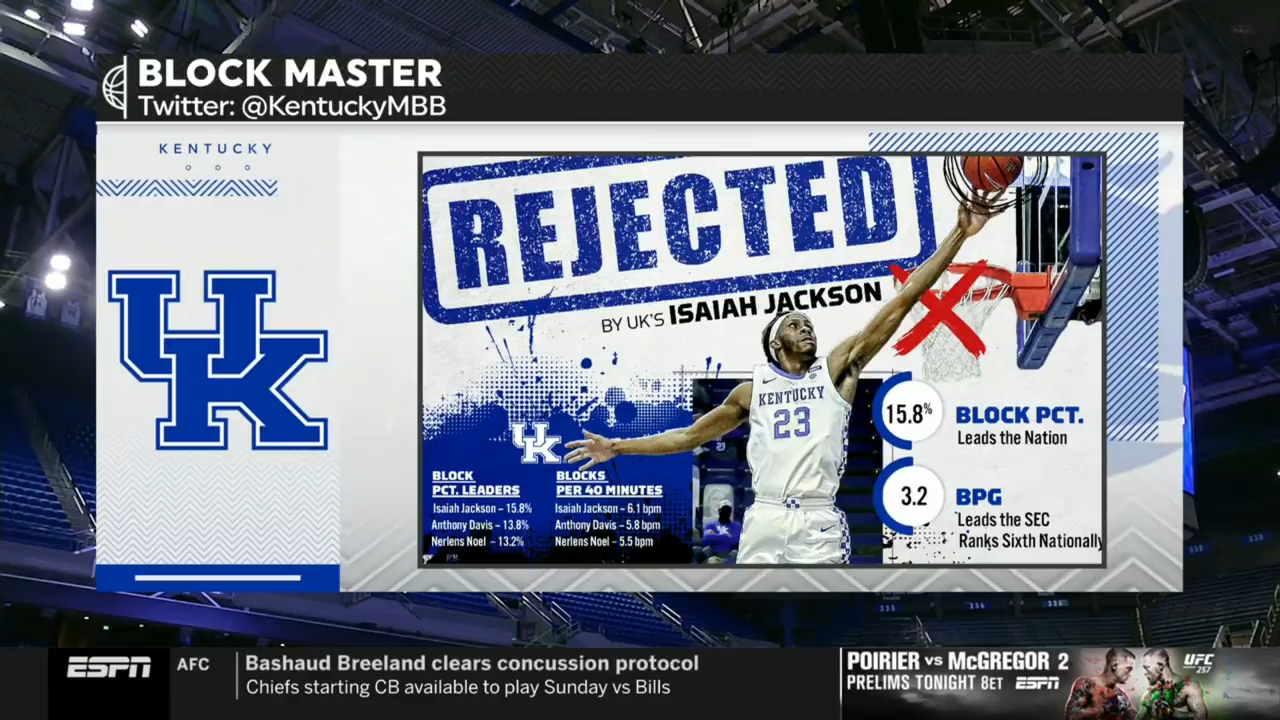 BLOCK MASTER
Twitter: @KentuckyMBB
KENTUCKY
UK
REJECTED
BY UK'S ISAIAH JACKSON
KENTUCKY
23
UK
15.8%
BLOCK PCT.
Leads the Nation
3.2
BPG
Leads the SEC
Ranks Sixth Nationally
BLOCK
PCT. LEADERS
Isaiah Jackson – 15.8%
Anthony Davis – 13.8%
Nerlens Noel – 13.2%
BLOCKS
PER 40 MINUTES
Isaiah Jackson – 6.1 bpm
Anthony Davis – 5.8 bpm
Nerlens Noel – 5.5 bpm
ESPN
AFC
Bashaud Breeland clears concussion protocol
Chiefs starting CB available to play Sunday vs Bills
POIRIER VS McGREGOR 2
PRELIMS TONIGHT 8ET ESPN
UFC
257